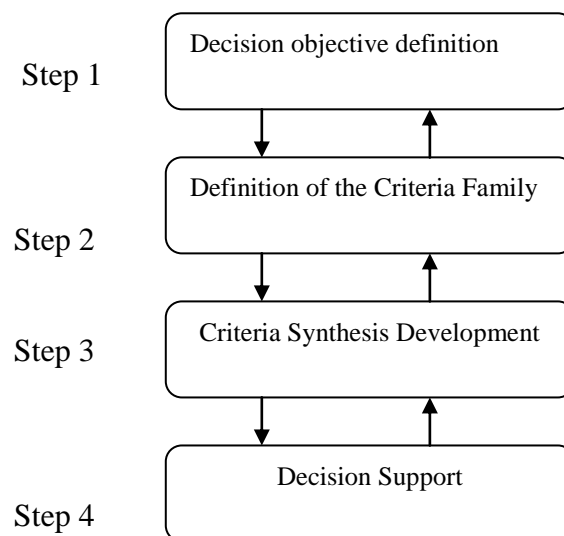 Decision objective definition
Step 1
Definition of the Criteria Family
Step 2
Criteria Synthesis Development
Step 3
Decision Support
Step 4